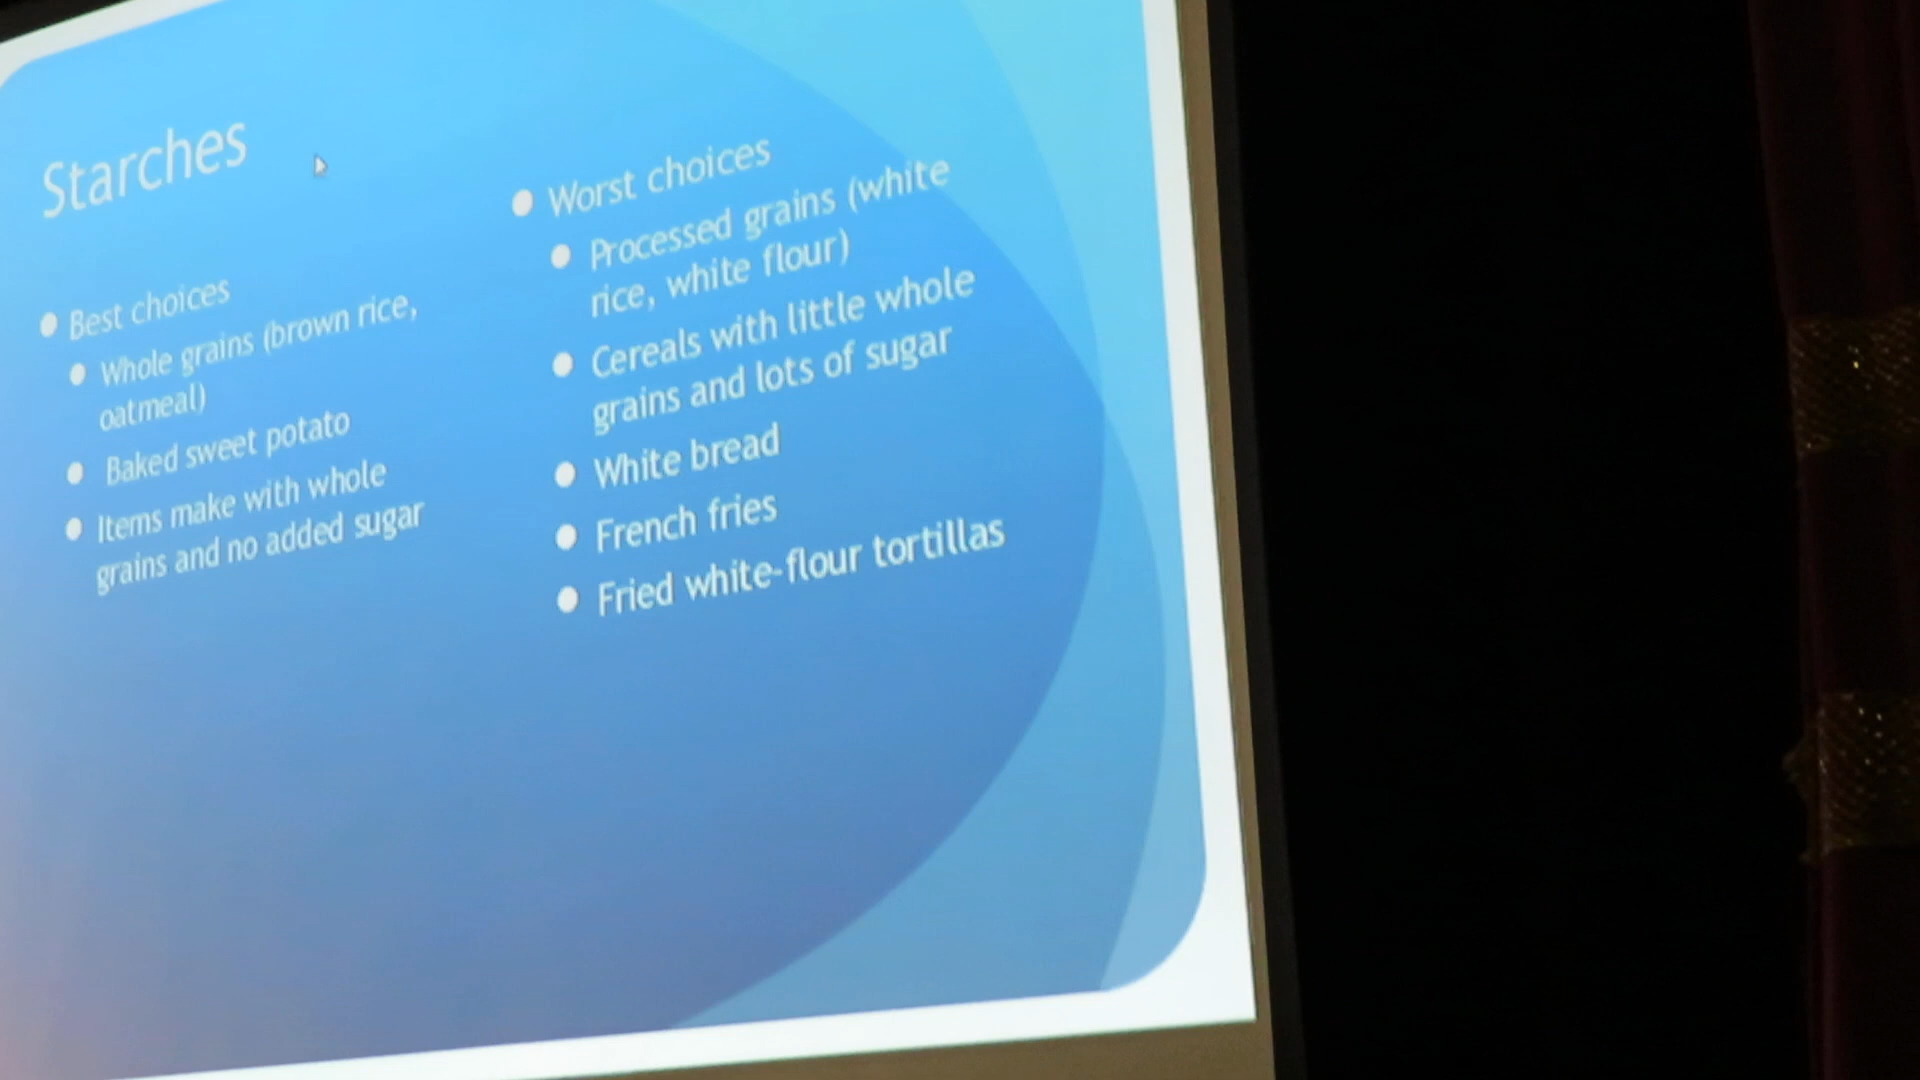 Starches
Best choices
Whole grains (brown rice,
oatmeal)
Baked sweet potato
Items make with whole
grains and no added sugar
Worst choices
Processed grains (white
rice, white flour)
Cereals with little whole
grains and lots of sugar
White bread
French fries
Fried white-flour tortillas